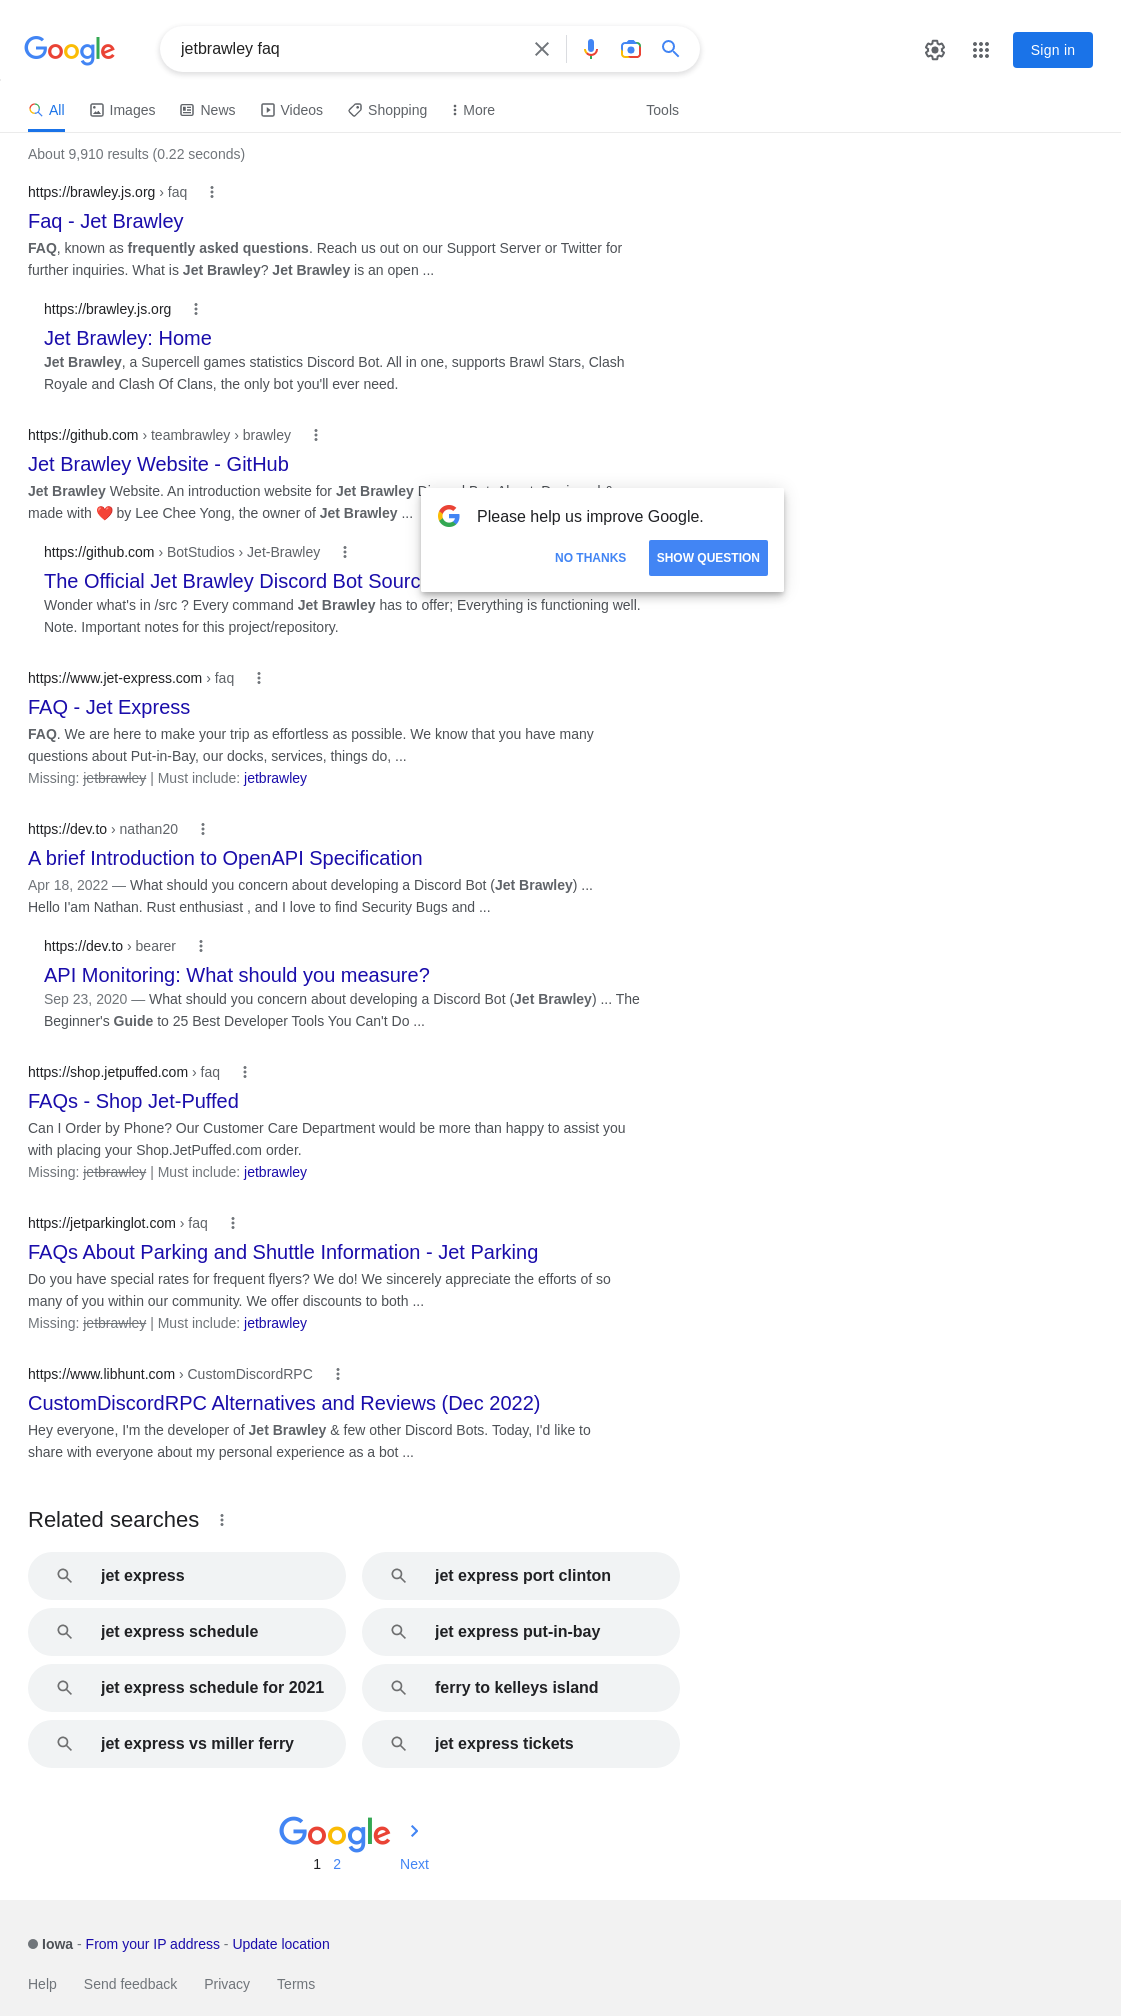 Google
jetbrawley faq
Sign in
All
Images
News
Videos
Shopping
More
Tools
About 9,910 results (0.22 seconds)
https://brawley.js.org › faq
Faq - Jet Brawley
FAQ, known as frequently asked questions. Reach us out on our Support Server or Twitter for
further inquiries. What is Jet Brawley? Jet Brawley is an open ...
https://brawley.js.org
Jet Brawley: Home
Jet Brawley, a Supercell games statistics Discord Bot. All in one, supports Brawl Stars, Clash
Royale and Clash Of Clans, the only bot you'll ever need.
https://github.com › teambrawley › brawley
Jet Brawley Website - GitHub
Jet Brawley Website. An introduction website for Jet Brawley
made with ❤️ by Lee Chee Yong, the owner of Jet Brawley ...
Please help us improve Google.
NO THANKS
SHOW QUESTION
https://github.com › BotStudios › Jet-Brawley
The Official Jet Brawley Discord Bot Sourc
Wonder what's in /src ? Every command Jet Brawley has to offer; Everything is functioning well.
Note. Important notes for this project/repository.
https://www.jet-express.com › faq
FAQ - Jet Express
FAQ. We are here to make your trip as effortless as possible. We know that you have many
questions about Put-in-Bay, our docks, services, things do, ...
Missing: jetbrawley | Must include: jetbrawley
https://dev.to › nathan20
A brief Introduction to OpenAPI Specification
Apr 18, 2022 — What should you concern about developing a Discord Bot (Jet Brawley) ...
Hello I'am Nathan. Rust enthusiast , and I love to find Security Bugs and ...
https://dev.to › bearer
API Monitoring: What should you measure?
Sep 23, 2020 — What should you concern about developing a Discord Bot (Jet Brawley) ... The
Beginner's Guide to 25 Best Developer Tools You Can't Do ...
https://shop.jetpuffed.com › faq
FAQs - Shop Jet-Puffed
Can I Order by Phone? Our Customer Care Department would be more than happy to assist you
with placing your Shop.JetPuffed.com order.
Missing: jetbrawley | Must include: jetbrawley
https://jetparkinglot.com › faq
FAQs About Parking and Shuttle Information - Jet Parking
Do you have special rates for frequent flyers? We do! We sincerely appreciate the efforts of so
many of you within our community. We offer discounts to both ...
Missing: jetbrawley | Must include: jetbrawley
https://www.libhunt.com › CustomDiscordRPC
CustomDiscordRPC Alternatives and Reviews (Dec 2022)
Hey everyone, I'm the developer of Jet Brawley & few other Discord Bots. Today, I'd like to
share with everyone about my personal experience as a bot ...
Related searches
jet express
jet express port clinton
jet express schedule
jet express put-in-bay
jet express schedule for 2021
ferry to kelleys island
jet express vs miller ferry
jet express tickets
Google
1 2 Next
Iowa - From your IP address - Update location
Help Send feedback Privacy Terms